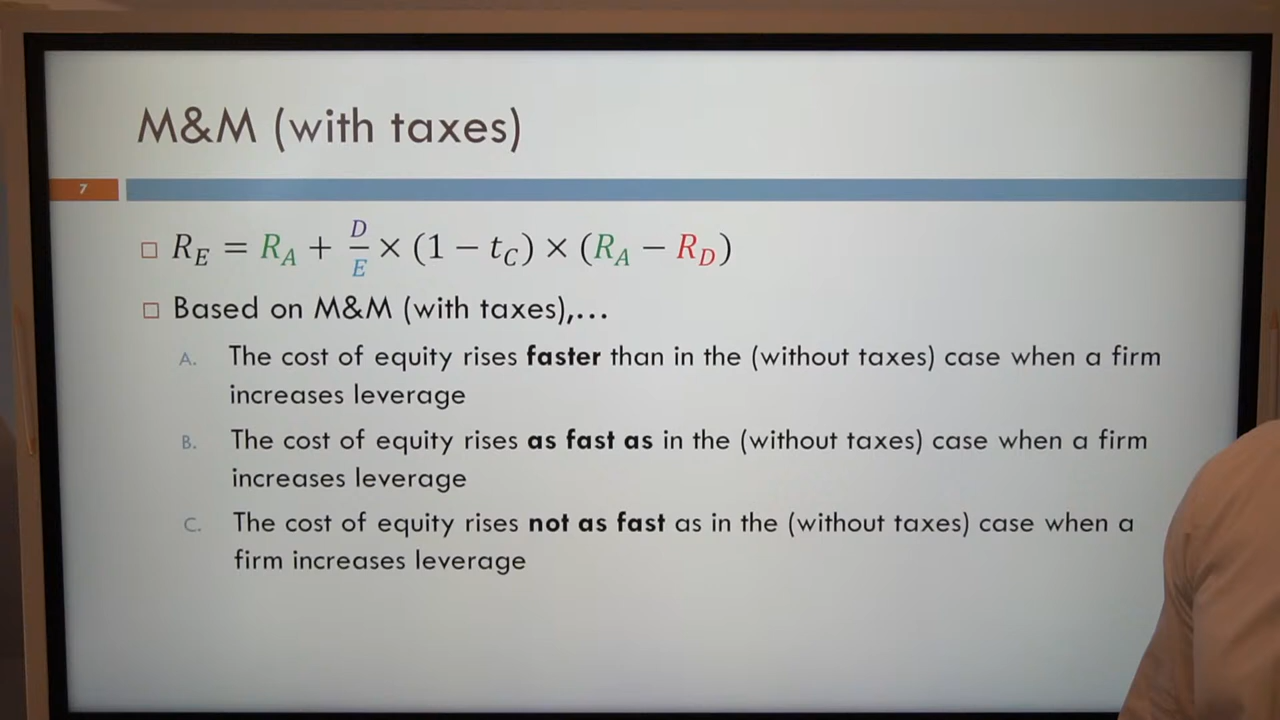 M&M (with taxes)
7
R_E = R_A + D/E × (1 − t_C) × (R_A − R_D)
Based on M&M (with taxes),...
A. The cost of equity rises faster than in the (without taxes) case when a firm
increases leverage
B. The cost of equity rises as fast as in the (without taxes) case when a firm
increases leverage
C. The cost of equity rises not as fast as in the (without taxes) case when a
firm increases leverage